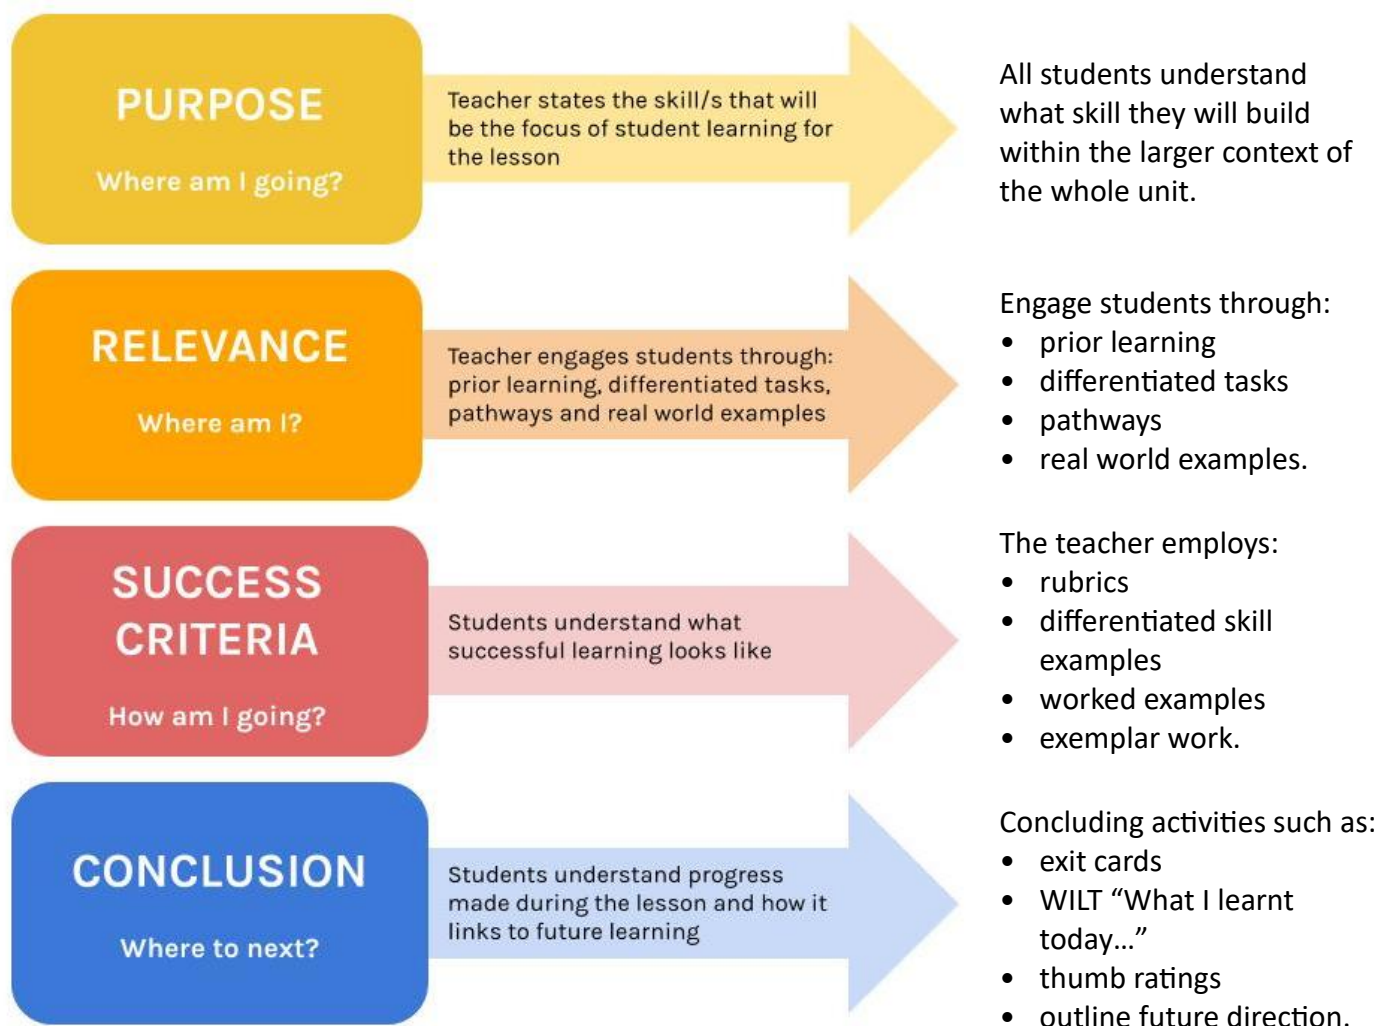 PURPOSE
Where am I going?
Teacher states the skill/s that will
be the focus of student learning for
the lesson
All students understand
what skill they will build
within the larger context of
the whole unit.
RELEVANCE
Where am I?
Teacher engages students through:
prior learning, differentiated tasks,
pathways and real world examples
Engage students through:
• prior learning
• differentiated tasks
• pathways
• real world examples.
SUCCESS
CRITERIA
How am I going?
Students understand what
successful learning looks like
The teacher employs:
• rubrics
• differentiated skill
examples
• worked examples
• exemplar work.
CONCLUSION
Where to next?
Students understand progress
made during the lesson and how it
links to future learning
Concluding activities such as:
• exit cards
• WILT “What I learnt
today…”
• thumb ratings
• outline future direction.